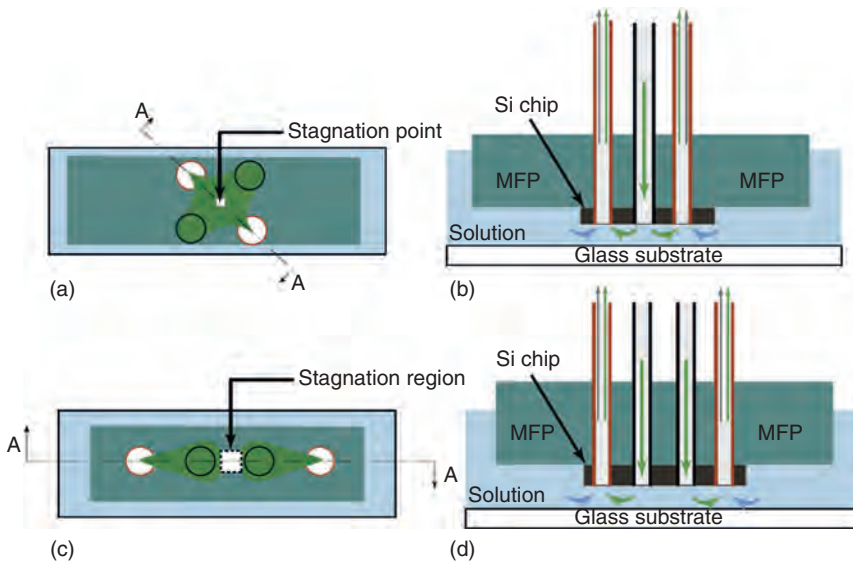 A
Stagnation point
A
(a)
Si chip
MFP
MFP
Solution
Glass substrate
(b)
Stagnation region
A
A
(c)
Si chip
MFP
MFP
Solution
Glass substrate
(d)